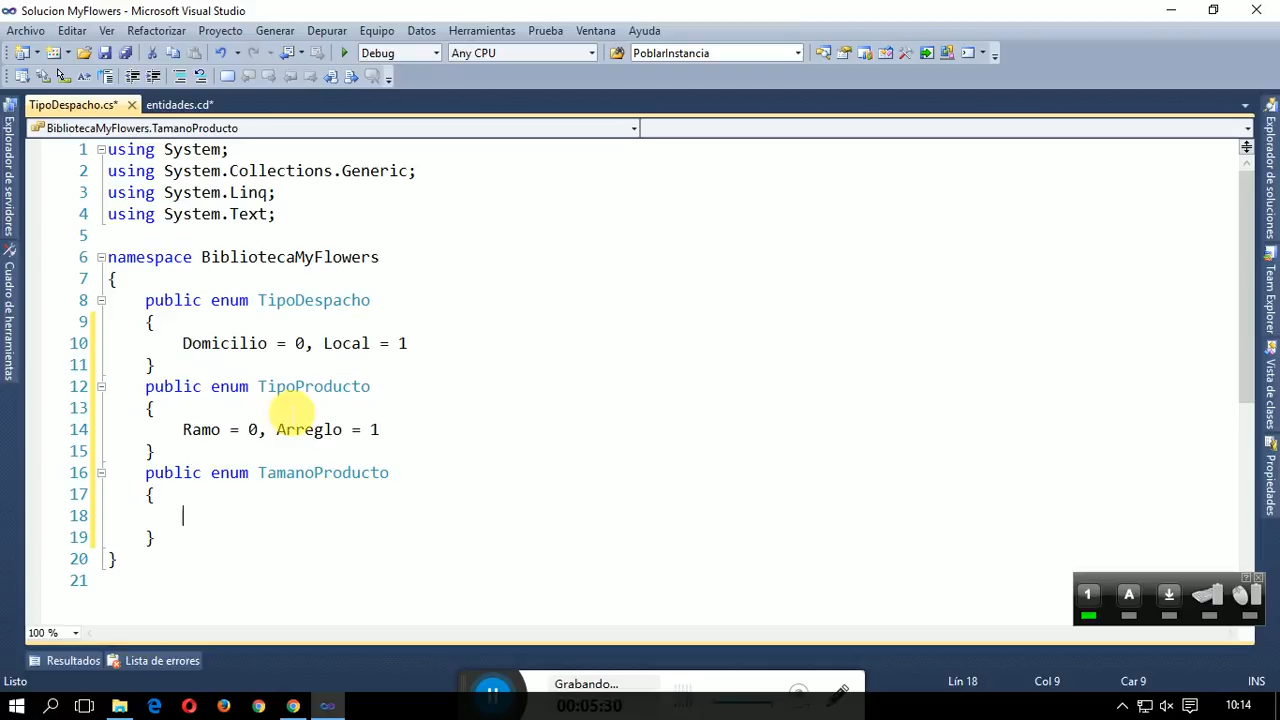 Solucion MyFlowers - Microsoft Visual Studio
Archivo Editar Ver Refactorizar Proyecto Generar Depurar Equipo Datos Herramientas Prueba Ventana Ayuda
Debug Any CPU PoblarInstancia
TipoDespacho.cs* entidades.cd*
BibliotecaMyFlowers.TamanoProducto
1 using System;
2 using System.Collections.Generic;
3 using System.Linq;
4 using System.Text;
5
6 namespace BibliotecaMyFlowers
7 {
8 public enum TipoDespacho
9 {
10 Domicilio = 0, Local = 1
11 }
12 public enum TipoProducto
13 {
14 Ramo = 0, Arreglo = 1
15 }
16 public enum TamanoProducto
17 {
18
19 }
20 }
21
Explorador de servidores
Cuadro de herramientas
Explorador de soluciones
Team Explorer
Vista de clases
Propiedades
1 A
100 %
Resultados Lista de errores
Listo Lín 18 Col 9 Car 9 INS
Grabando...
00:05:30
10:14